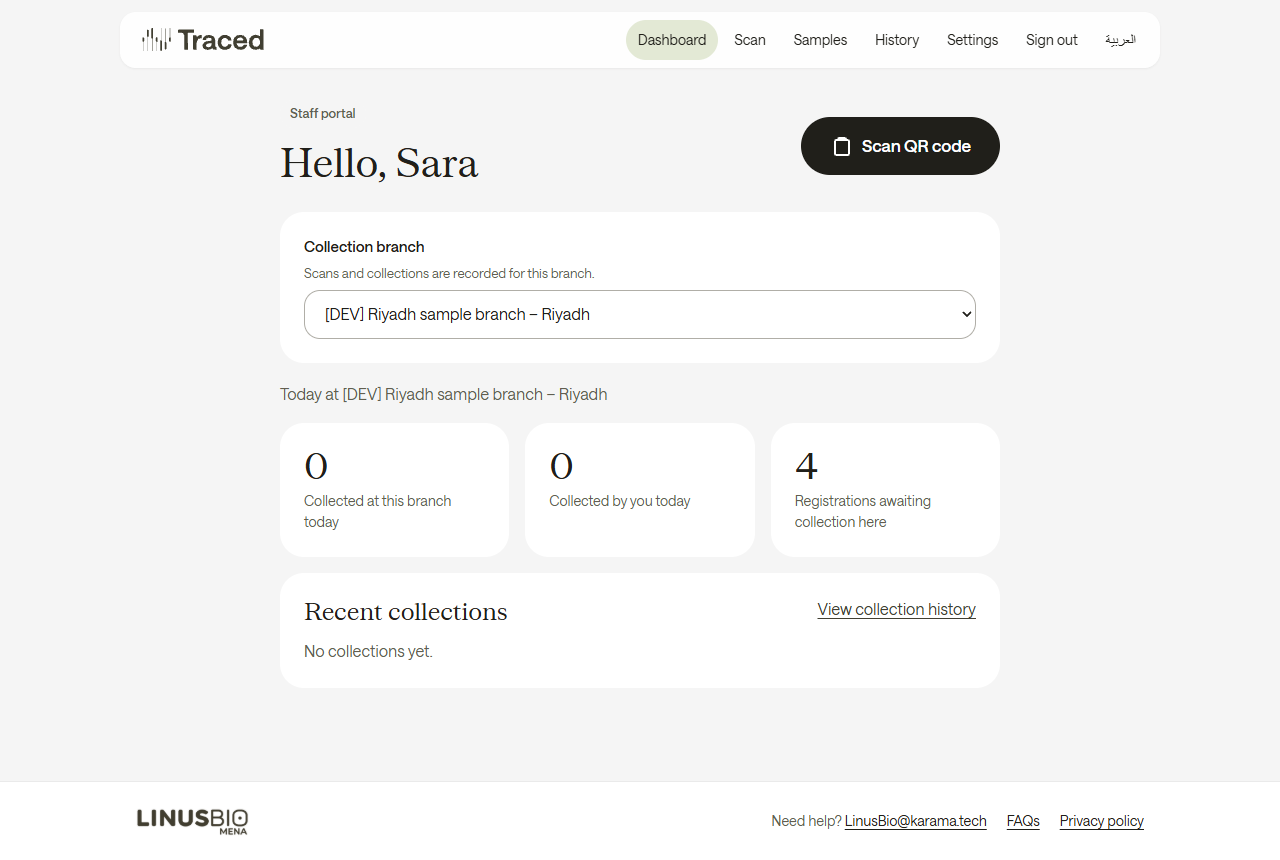 Traced
Dashboard
Scan
Samples
History
Settings
Sign out
العربية
Staff portal
Hello, Sara
Scan QR code
Collection branch
Scans and collections are recorded for this branch.
[DEV] Riyadh sample branch – Riyadh
Today at [DEV] Riyadh sample branch – Riyadh
0
Collected at this branch
today
0
Collected by you today
4
Registrations awaiting
collection here
Recent collections
View collection history
No collections yet.
LINUSBIO
MENA
Need help? LinusBio@karama.tech
FAQs
Privacy policy